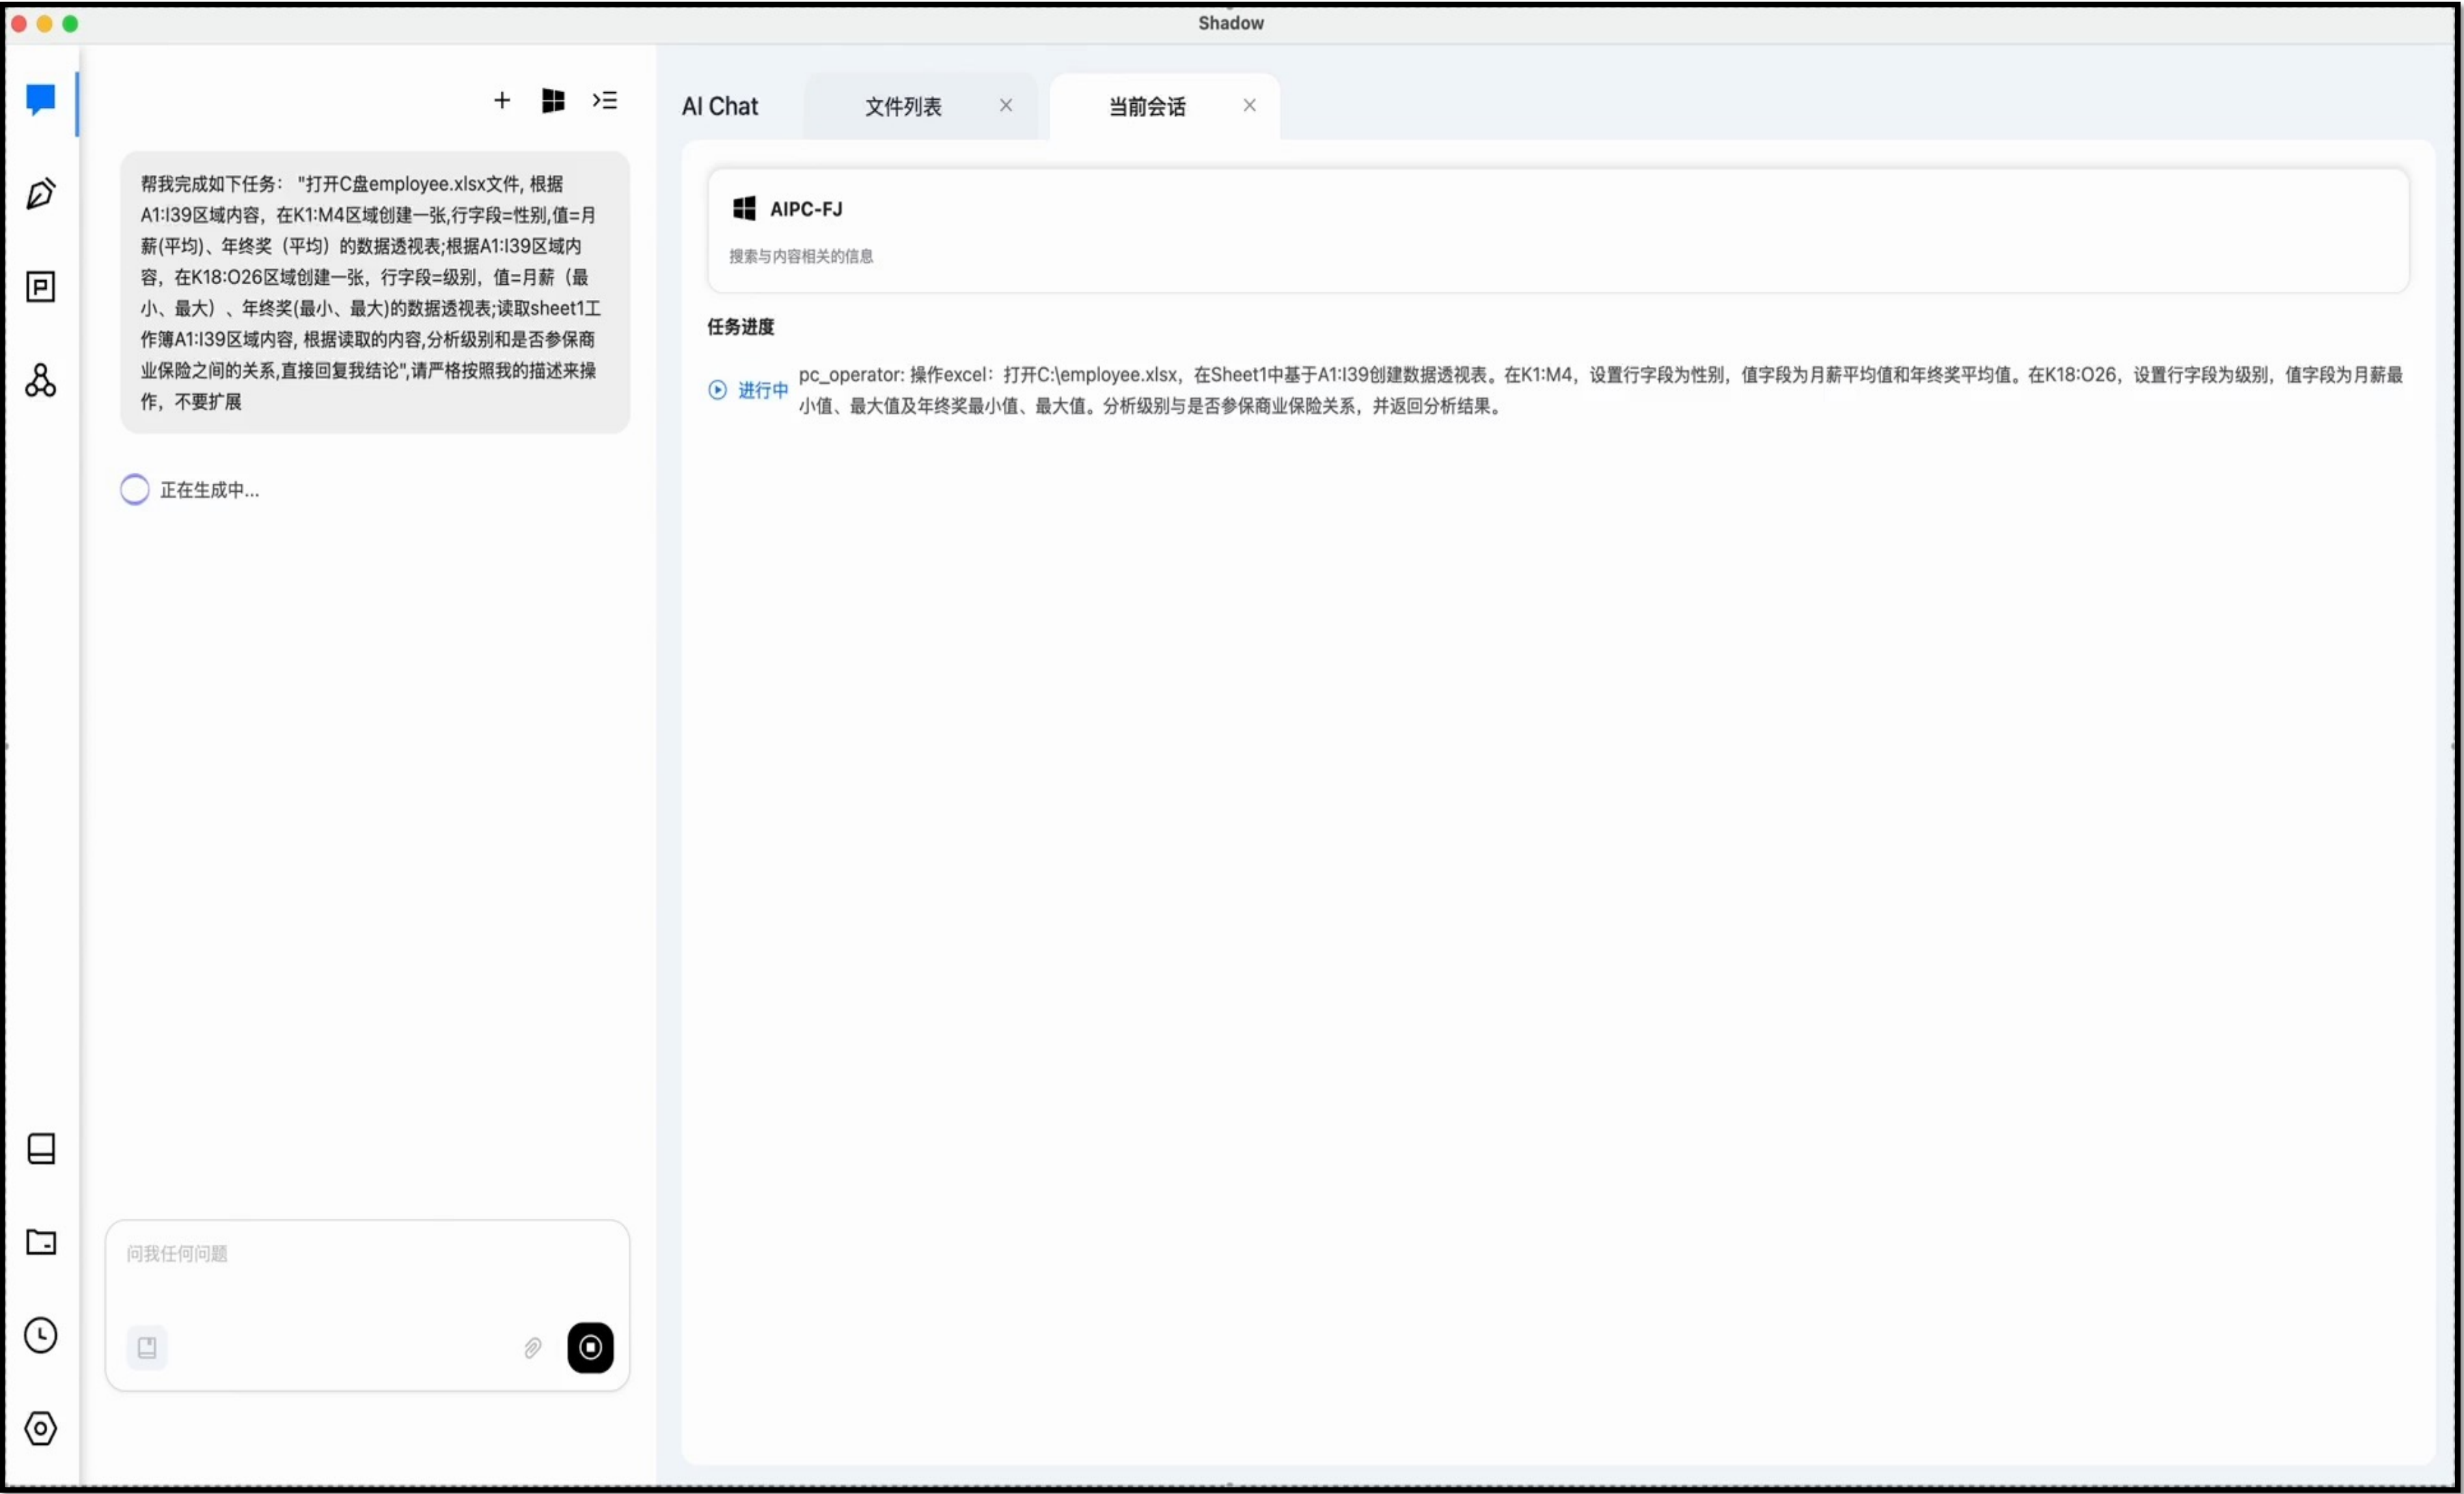 Shadow
帮我完成如下任务： "打开C盘employee.xlsx文件, 根据
A1:I39区域内容，在K1:M4区域创建一张,行字段=性别,值=月
薪(平均)、年终奖（平均）的数据透视表;根据A1:I39区域内
容，在K18:O26区域创建一张，行字段=级别，值=月薪（最
小、最大）、年终奖(最小、最大)的数据透视表;读取sheet1工
作簿A1:I39区域内容, 根据读取的内容,分析级别和是否参保商
业保险之间的关系,直接回复我结论",请严格按照我的描述来操
作，不要扩展
正在生成中...
问我任何问题
AI Chat
文件列表
当前会话
AIPC-FJ
搜索与内容相关的信息
任务进度
进行中
pc_operator: 操作excel：打开C:\employee.xlsx，在Sheet1中基于A1:I39创建数据透视表。在K1:M4，设置行字段为性别，值字段为月薪平均值和年终奖平均值。在K18:O26，设置行字段为级别，值字段为月薪最
小值、最大值及年终奖最小值、最大值。分析级别与是否参保商业保险关系，并返回分析结果。